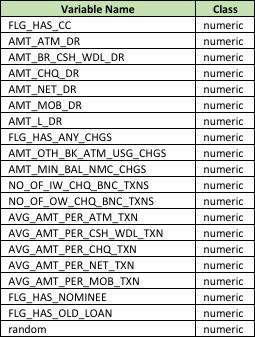 Variable Name Class
FLG_HAS_CC numeric
AMT_ATM_DR numeric
AMT_BR_CSH_WDL_DR numeric
AMT_CHQ_DR numeric
AMT_NET_DR numeric
AMT_MOB_DR numeric
AMT_L_DR numeric
FLG_HAS_ANY_CHGS numeric
AMT_OTH_BK_ATM_USG_CHGS numeric
AMT_MIN_BAL_NMC_CHGS numeric
NO_OF_IW_CHQ_BNC_TXNS numeric
NO_OF_OW_CHQ_BNC_TXNS numeric
AVG_AMT_PER_ATM_TXN numeric
AVG_AMT_PER_CSH_WDL_TXN numeric
AVG_AMT_PER_CHQ_TXN numeric
AVG_AMT_PER_NET_TXN numeric
AVG_AMT_PER_MOB_TXN numeric
FLG_HAS_NOMINEE numeric
FLG_HAS_OLD_LOAN numeric
random numeric